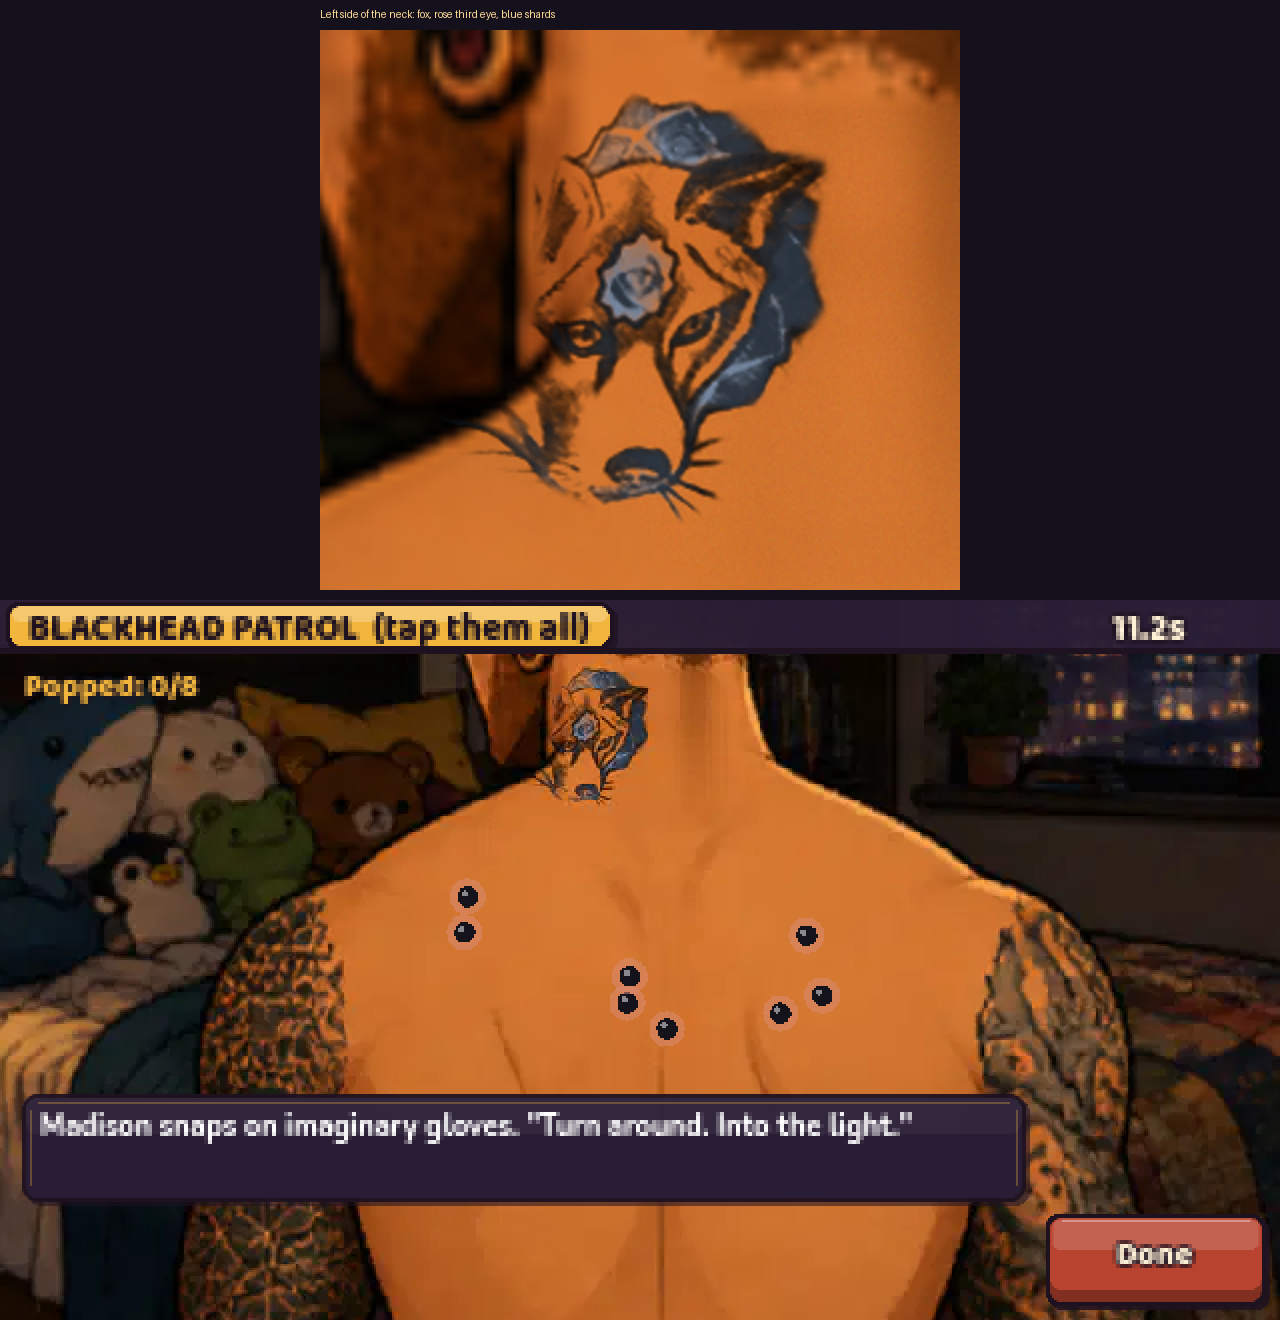 Left side of the neck: fox, rose third eye, blue shards
BLACKHEAD PATROL (tap them all)
11.2s
Popped: 0/8
Madison snaps on imaginary gloves. "Turn around. Into the light."
Done